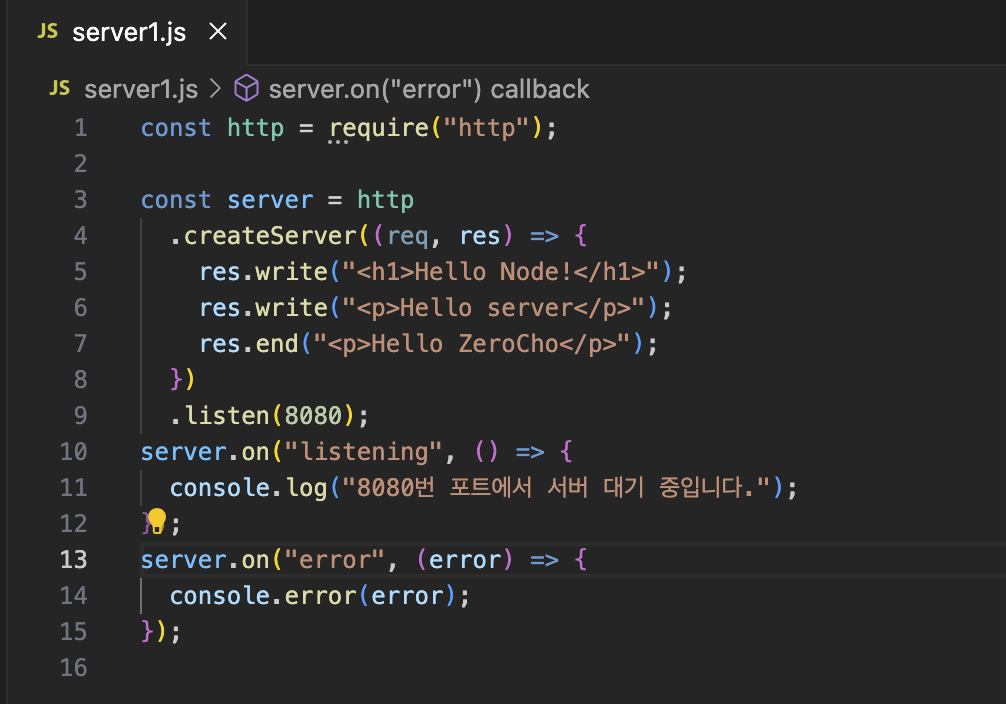 JS server1.js ×
JS server1.js > server.on("error") callback
1 const http = require("http");
2
3 const server = http
4 .createServer((req, res) => {
5 res.write("<h1>Hello Node!</h1>");
6 res.write("<p>Hello server</p>");
7 res.end("<p>Hello ZeroCho</p>");
8 })
9 .listen(8080);
10 server.on("listening", () => {
11 console.log("8080번 포트에서 서버 대기 중입니다.");
12 };
13 server.on("error", (error) => {
14 console.error(error);
15 });
16